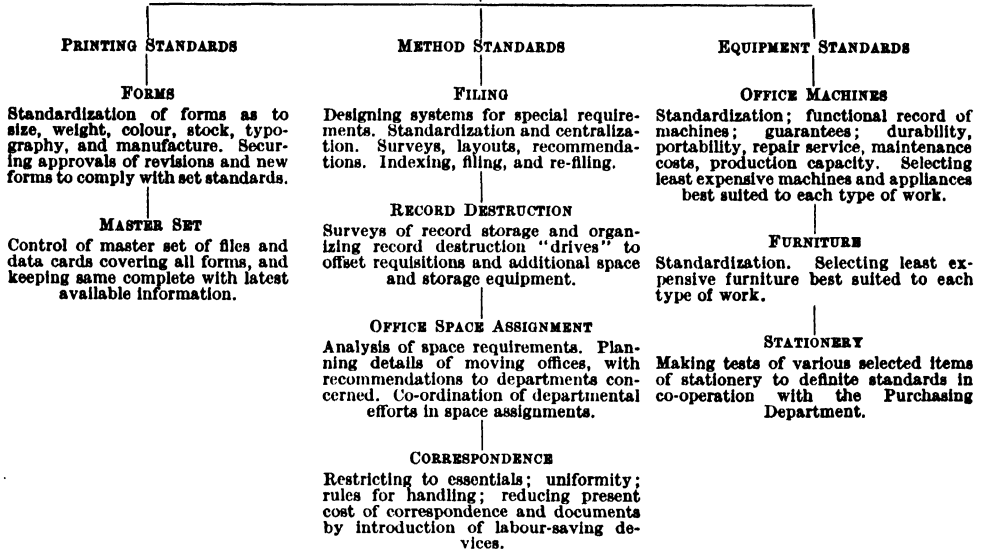 PRINTING STANDARDS
FORMS
Standardization of forms as to
size, weight, colour, stock, typo-
graphy, and manufacture. Secur-
ing approvals of revisions and new
forms to comply with set standards.
MASTER SET
Control of master set of files and
data cards covering all forms, and
keeping same complete with latest
available information.
METHOD STANDARDS
FILING
Designing systems for special require-
ments. Standardization and centraliza-
tion. Surveys, layouts, recommenda-
tions. Indexing, filing, and re-filing.
RECORD DESTRUCTION
Surveys of record storage and organ-
izing record destruction "drives" to
offset requisitions and additional space
and storage equipment.
OFFICE SPACE ASSIGNMENT
Analysis of space requirements. Plan-
ning details of moving offices, with
recommendations to departments con-
cerned. Co-ordination of departmental
efforts in space assignments.
CORRESPONDENCE
Restricting to essentials; uniformity;
rules for handling; reducing present
cost of correspondence and documents
by introduction of labour-saving de-
vices.
EQUIPMENT STANDARDS
OFFICE MACHINES
Standardization; functional record of
machines; guarantees; durability,
portability, repair service, maintenance
costs, production capacity. Selecting
least expensive machines and appliances
best suited to each type of work.
FURNITURE
Standardization. Selecting least ex-
pensive furniture best suited to each
type of work.
STATIONERY
Making tests of various selected items
of stationery to definite standards in
co-operation with the Purchasing
Department.